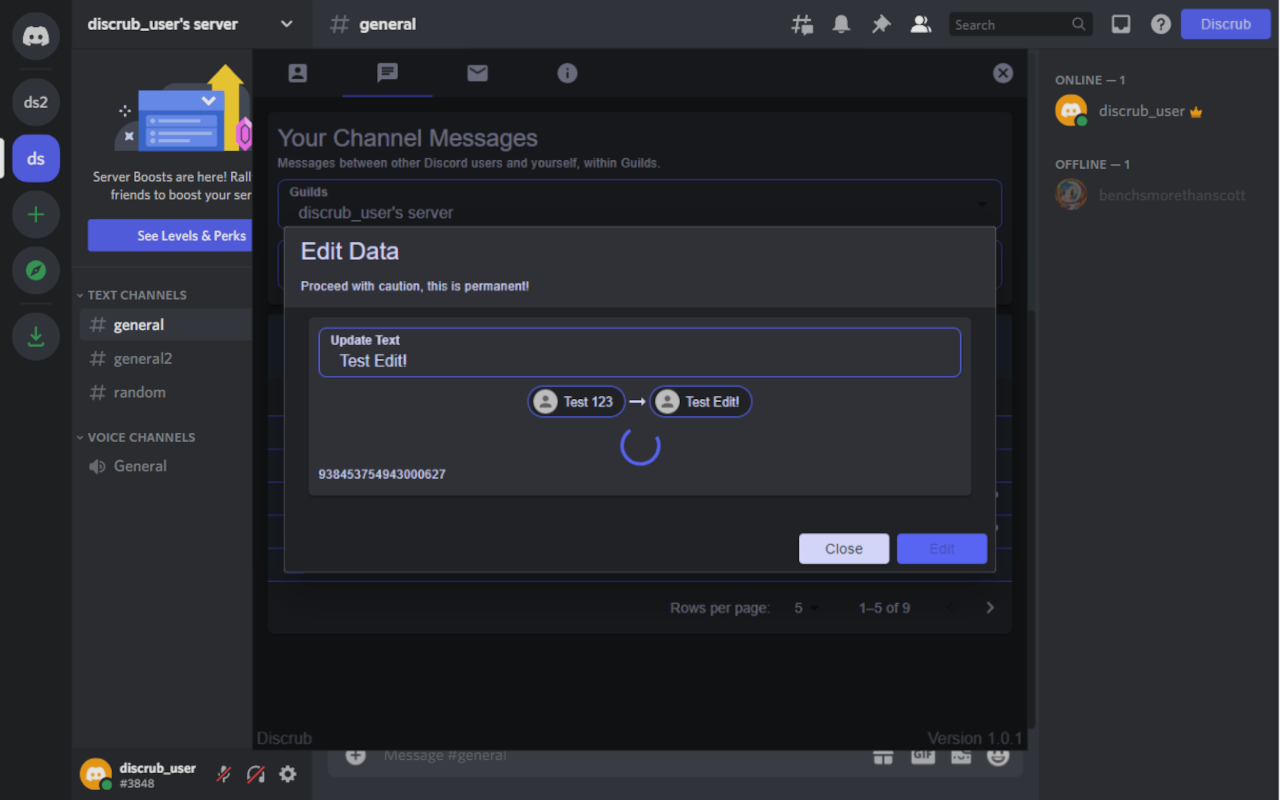 discrub_user's server
general
Search
Discrub
ds2
ds
Server Boosts are here! Rall
friends to boost your ser
See Levels & Perks
TEXT CHANNELS
general
general2
random
VOICE CHANNELS
General
discrub_user
#3848
Your Channel Messages
Messages between other Discord users and yourself, within Guilds.
Guilds
discrub_user's server
Edit Data
Proceed with caution, this is permanent!
Update Text
Test Edit!
Test 123
Test Edit!
938453754943000627
Close
Edit
Rows per page: 5 1–5 of 9
Discrub
Version 1.0.1
Message #general
GIF
ONLINE — 1
discrub_user
OFFLINE — 1
benchsmorethanscott